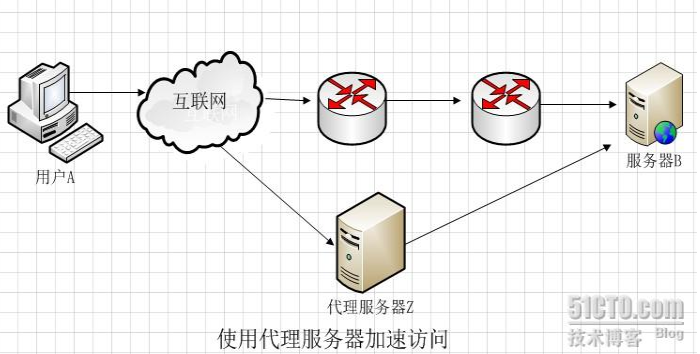 互联网
用户A
服务器B
代理服务器Z
使用代理服务器加速访问
51CTO.com
技术博客 Blog